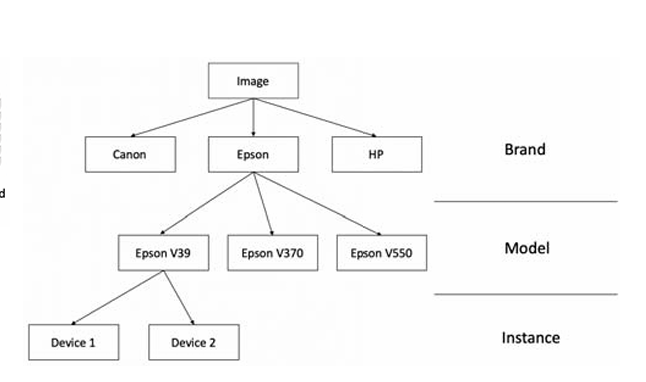 Image
Canon
Epson
HP
Brand
Epson V39
Epson V370
Epson V550
Model
Device 1
Device 2
Instance
d